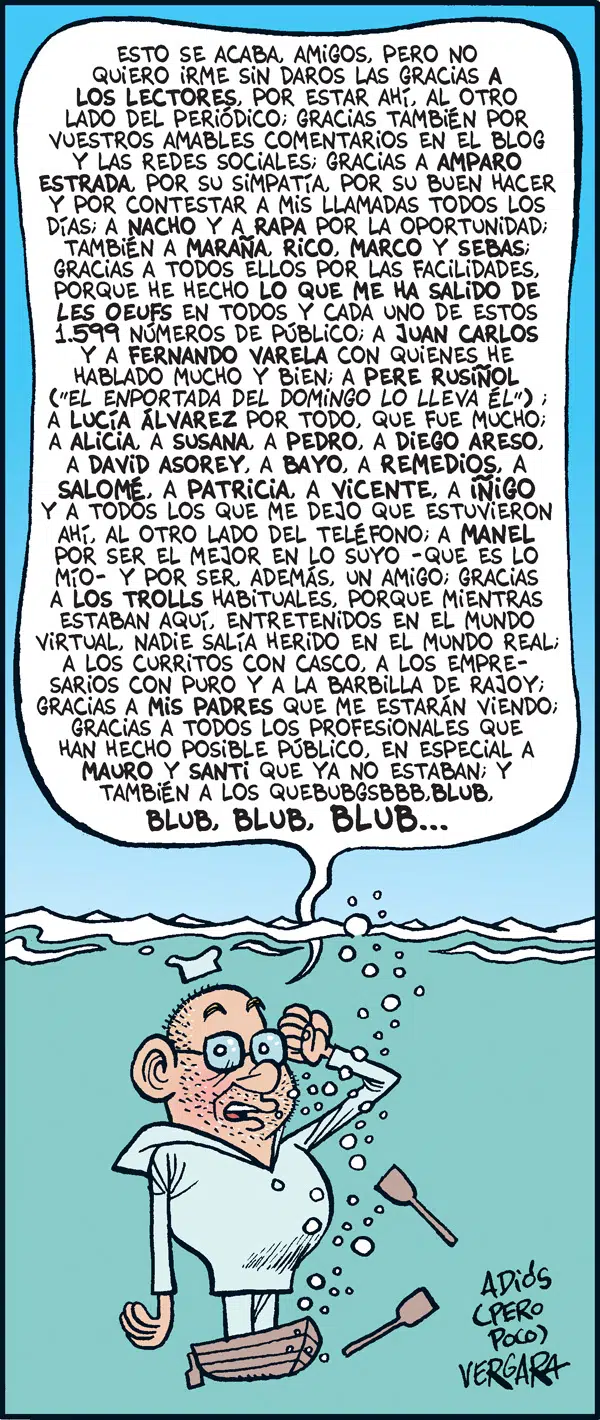 ESTO SE ACABA, AMIGOS, PERO NO
QUIERO IRME SIN DAROS LAS GRACIAS A
LOS LECTORES, POR ESTAR AHÍ, AL OTRO
LADO DEL PERIÓDICO; GRACIAS TAMBIÉN POR
VUESTROS AMABLES COMENTARIOS EN EL BLOG
Y LAS REDES SOCIALES; GRACIAS A AMPARO
ESTRADA, POR SU SIMPATÍA, POR SU BUEN HACER
Y POR CONTESTAR A MIS LLAMADAS TODOS LOS
DÍAS; A NACHO Y A RAPA POR LA OPORTUNIDAD;
TAMBIÉN A MARAÑA, RICO, MARCO Y SEBAS;
GRACIAS A TODOS ELLOS POR LAS FACILIDADES,
PORQUE HE HECHO LO QUE ME HA SALIDO DE
LES OEUFS EN TODOS Y CADA UNO DE ESTOS
1.599 NÚMEROS DE PÚBLICO; A JUAN CARLOS
Y A FERNANDO VARELA CON QUIENES HE
HABLADO MUCHO Y BIEN; A PERE RUSIÑOL
("EL ENPORTADA DEL DOMINGO LO LLEVA ÉL") ;
A LUCÍA ÁLVAREZ POR TODO, QUE FUE MUCHO;
A ALICIA, A SUSANA, A PEDRO, A DIEGO ARESO,
A DAVID ASOREY, A BAYO, A REMEDIOS, A
SALOMÉ, A PATRICIA, A VICENTE, A IÑIGO
Y A TODOS LOS QUE ME DEJO QUE ESTUVIERON
AHÍ, AL OTRO LADO DEL TELÉFONO; A MANEL
POR SER EL MEJOR EN LO SUYO -QUE ES LO
MÍO- Y POR SER, ADEMÁS, UN AMIGO; GRACIAS
A LOS TROLLS HABITUALES, PORQUE MIENTRAS
ESTABAN AQUÍ, ENTRETENIDOS EN EL MUNDO
VIRTUAL, NADIE SALÍA HERIDO EN EL MUNDO REAL;
A LOS CURRITOS CON CASCO, A LOS EMPRE-
SARIOS CON PURO Y A LA BARBILLA DE RAJOY;
GRACIAS A MIS PADRES QUE ME ESTARÁN VIENDO;
GRACIAS A TODOS LOS PROFESIONALES QUE
HAN HECHO POSIBLE PÚBLICO, EN ESPECIAL A
MAURO Y SANTI QUE YA NO ESTABAN; Y
TAMBIÉN A LOS QUEBUBGSBBB,BLUB,
BLUB, BLUB, BLUB...
ADIÓS
(PERO
POCO)
VERGARA